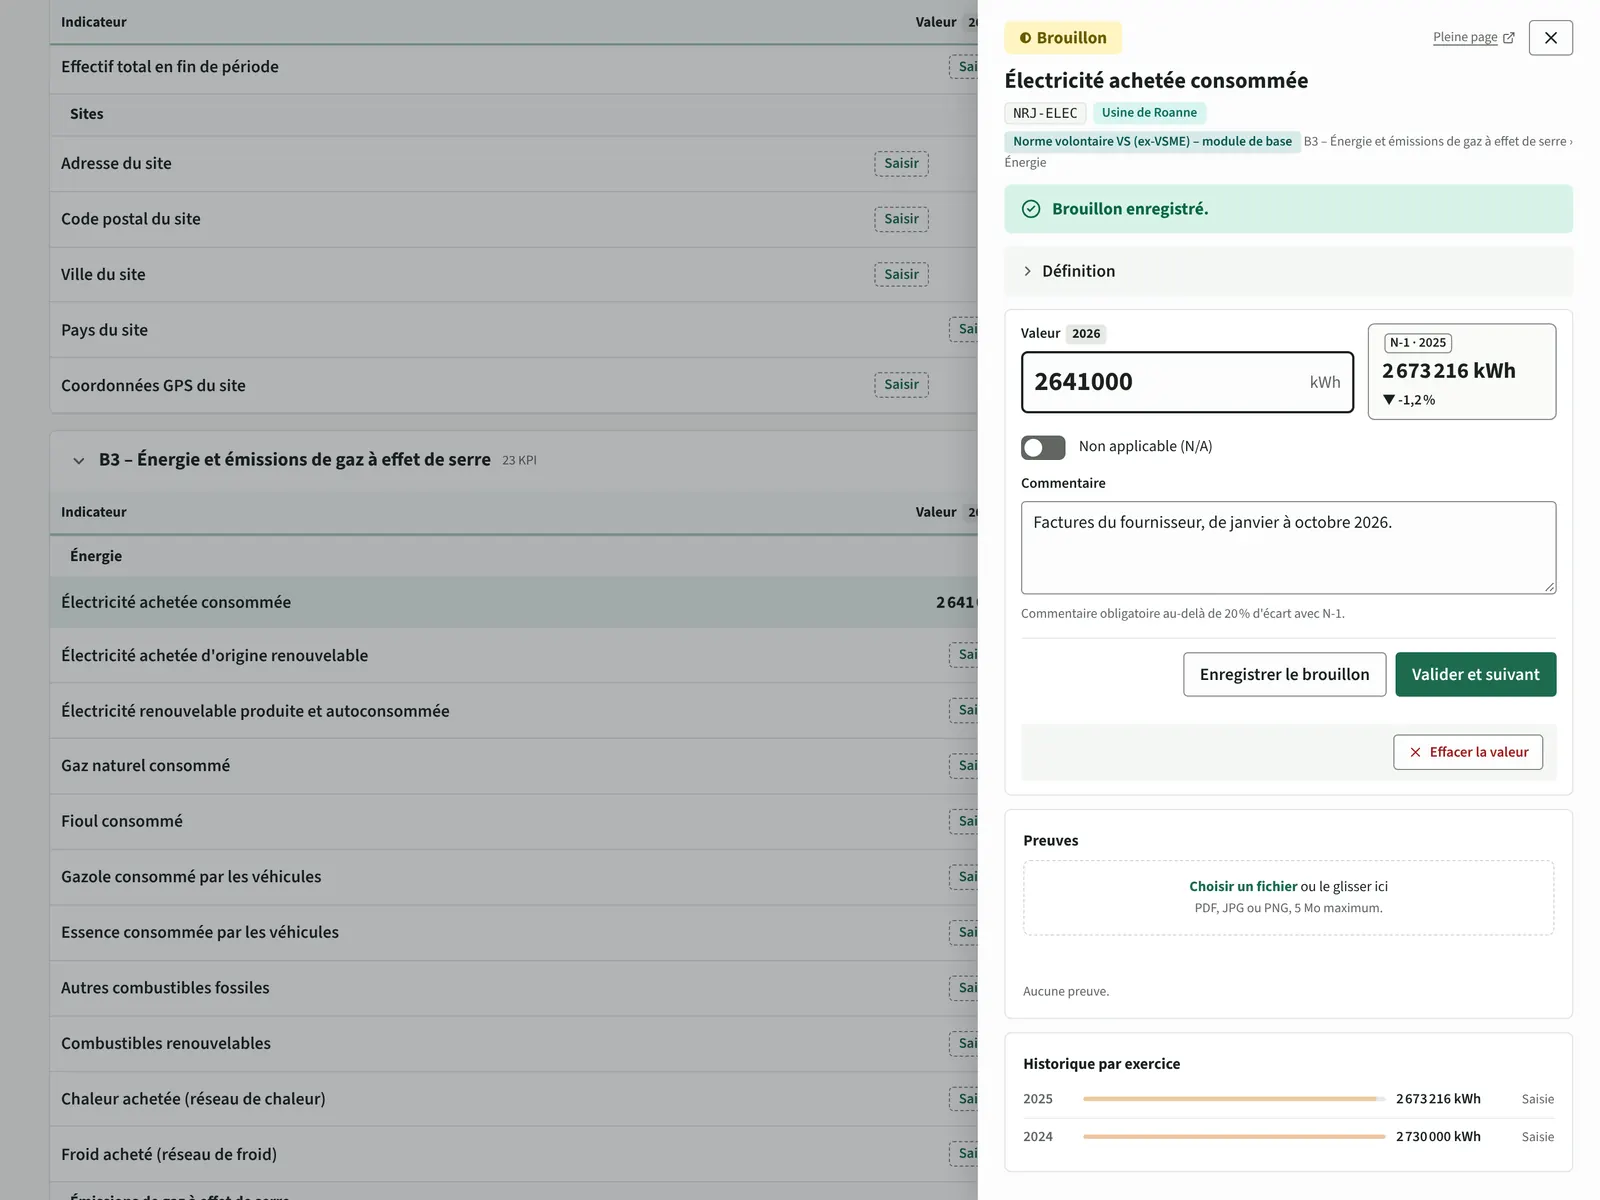 Indicateur Valeur
Effectif total en fin de période
Sites
Adresse du site Saisir
Code postal du site Saisir
Ville du site Saisir
Pays du site
Coordonnées GPS du site Saisir
B3 – Énergie et émissions de gaz à effet de serre 23 KPI
Indicateur Valeur
Énergie
Électricité achetée consommée 2 641
Électricité achetée d'origine renouvelable
Électricité renouvelable produite et autoconsommée
Gaz naturel consommé
Fioul consommé
Gazole consommé par les véhicules
Essence consommée par les véhicules
Autres combustibles fossiles
Combustibles renouvelables
Chaleur achetée (réseau de chaleur)
Froid acheté (réseau de froid)
Émissions de gaz à effet de serre
Brouillon
Pleine page
Électricité achetée consommée
NRJ-ELEC Usine de Roanne
Norme volontaire VS (ex-VSME) – module de base B3 – Énergie et émissions de gaz à effet de serre ›
Énergie
Brouillon enregistré.
Définition
Valeur 2026
2641000 kWh
N-1 · 2025
2 673 216 kWh
▼ -1,2 %
Non applicable (N/A)
Commentaire
Factures du fournisseur, de janvier à octobre 2026.
Commentaire obligatoire au-delà de 20 % d'écart avec N-1.
Enregistrer le brouillon Valider et suivant
Effacer la valeur
Preuves
Choisir un fichier ou le glisser ici
PDF, JPG ou PNG, 5 Mo maximum.
Aucune preuve.
Historique par exercice
2025 2 673 216 kWh Saisie
2024 2 730 000 kWh Saisie